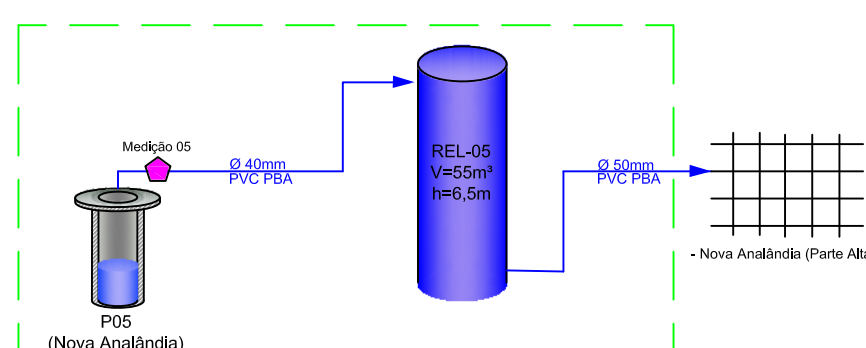 Medição 05
Ø 40mm
PVC PBA
REL-05
V=55m³
h=6,5m
Ø 50mm
PVC PBA
- Nova Analândia (Parte Alta
P05
(Nova Analândia)